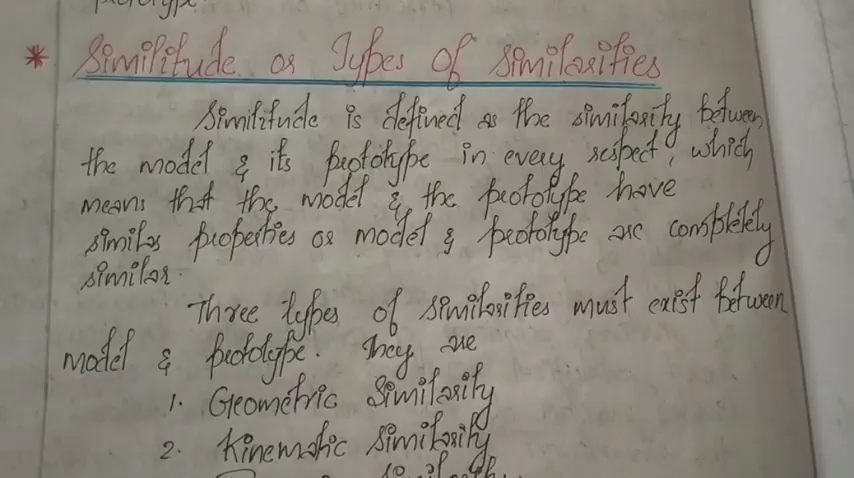 * Similitude or Types of similarities
Similitude is defined as the similarity between
the model & its prototype in every respect, which
means that the model & the prototype have
similar properties or model & prototype are completely
similar.
Three types of similarities must exist between
model & prototype. They are
1. Geometric Similarity
2. Kinematic Similarity